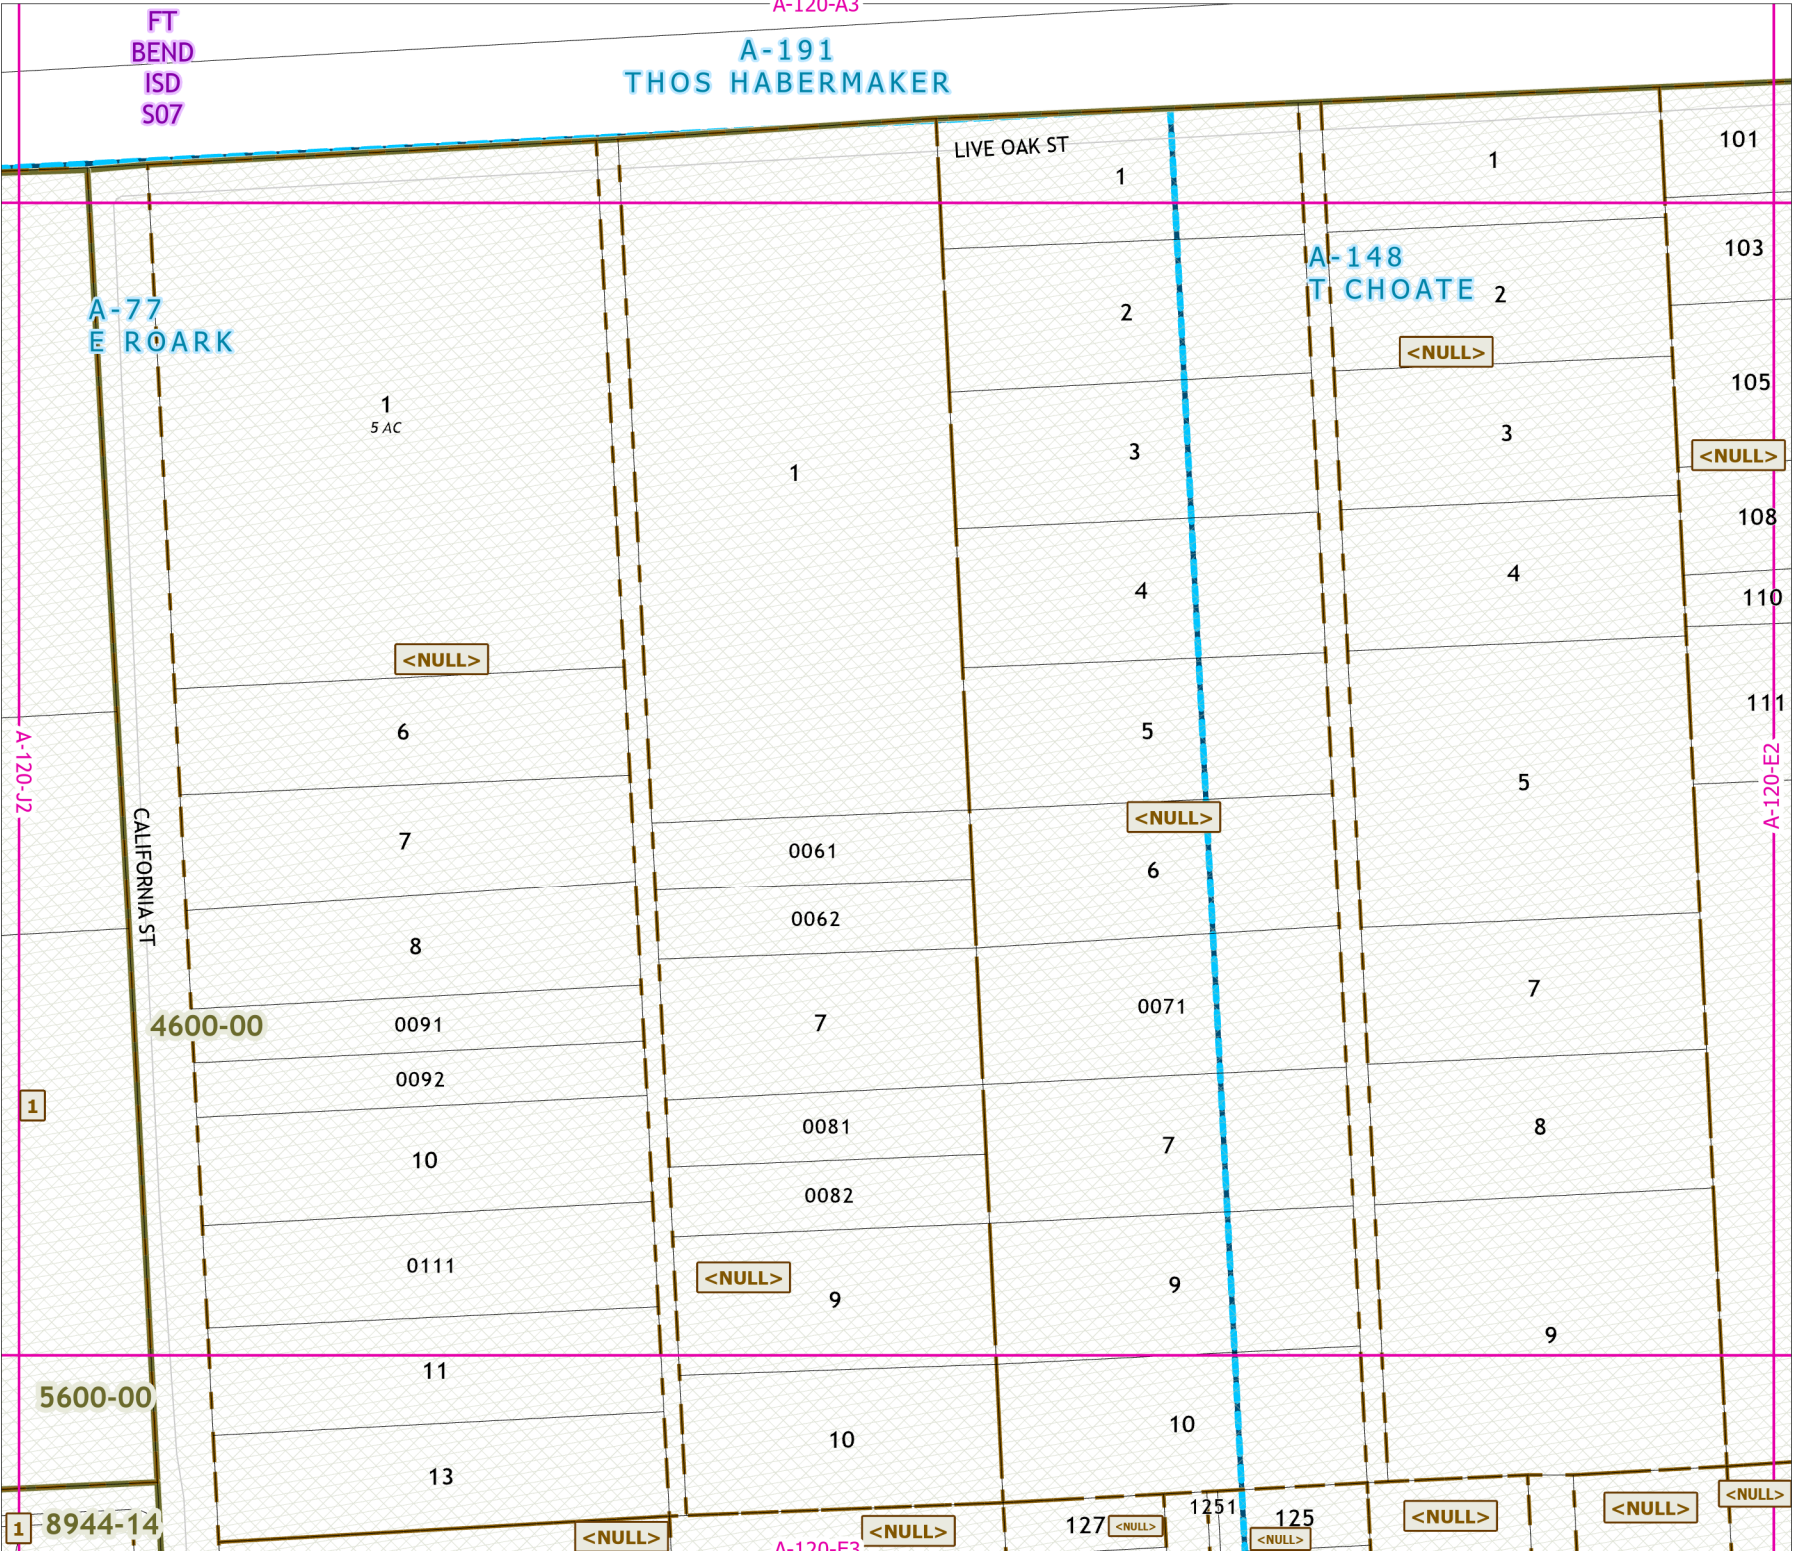 A-120-A3
FT
BEND
ISD
S07
A-191
THOS HABERMAKER
LIVE OAK ST
1
1
101
103
A-77
E ROARK
A-148
T CHOATE
2
2
<NULL>
105
1
5 AC
1
3
3
<NULL>
108
4
4
110
<NULL>
111
6
5
5
A-120-J2
A-120-E2
CALIFORNIA ST
<NULL>
7
0061
6
0062
8
7
0071
4600-00
0091
7
0092
1
10
0081
7
8
0082
0111
<NULL>
9
9
9
11
5600-00
10
10
13
1
8944-14
<NULL>
<NULL>
127
<NULL>
1251
125
<NULL>
<NULL>
<NULL>
<NULL>
A-120-E3